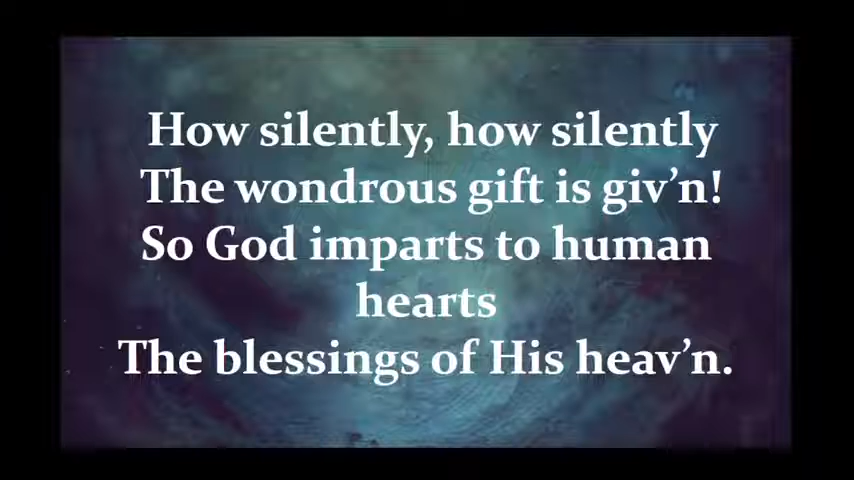 How silently, how silently
The wondrous gift is giv’n!
So God imparts to human
hearts
The blessings of His heav’n.